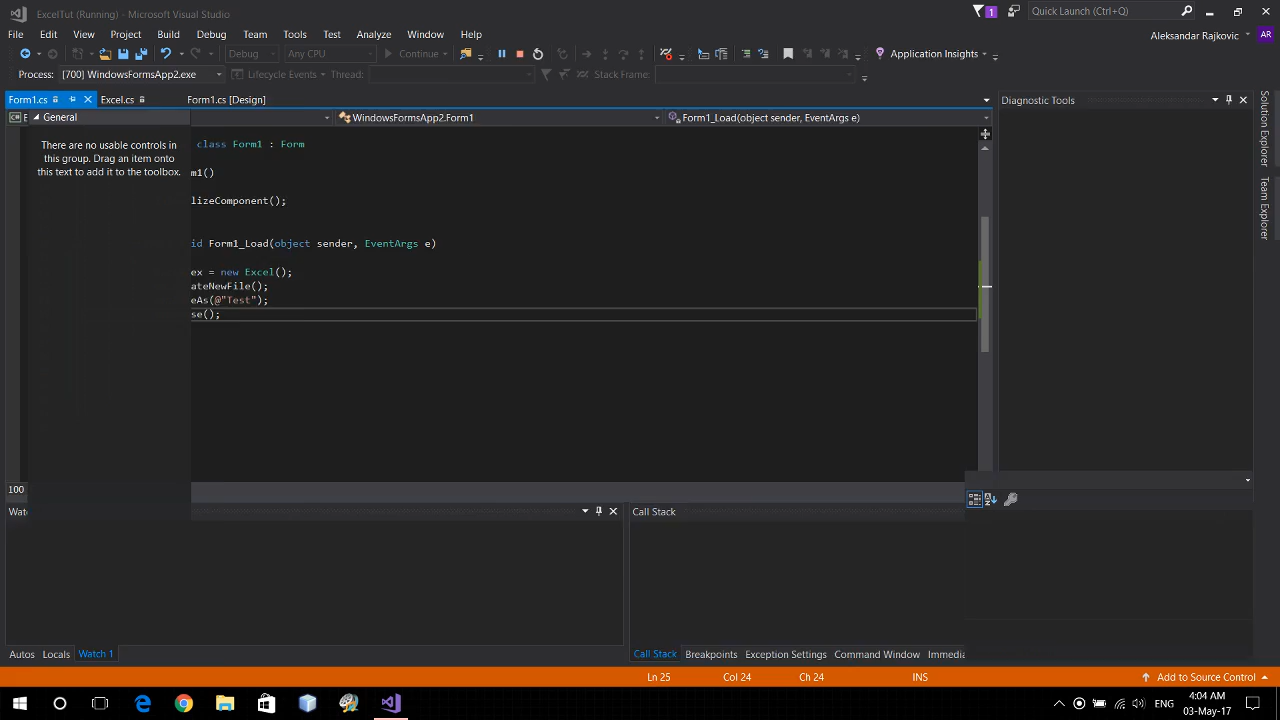 ExcelTut (Running) - Microsoft Visual Studio
1
Quick Launch (Ctrl+Q)
File Edit View Project Build Debug Team Tools Test Analyze Window Help
Aleksandar Rajkovic AR
Debug Any CPU Continue Application Insights
Process: [700] WindowsFormsApp2.exe Lifecycle Events Thread: Stack Frame:
Form1.cs Excel.cs Form1.cs [Design]
Diagnostic Tools
General
WindowsFormsApp2.Form1
Form1_Load(object sender, EventArgs e)
There are no usable controls in
this group. Drag an item onto
this text to add it to the toolbox.
class Form1 : Form
m1()
lizeComponent();
id Form1_Load(object sender, EventArgs e)
ex = new Excel();
ateNewFile();
eAs(@"Test");
se();
Solution Explorer
Team Explorer
100
Wat
Call Stack
Autos Locals Watch 1
Call Stack Breakpoints Exception Settings Command Window Immedia
Ln 25 Col 24 Ch 24 INS Add to Source Control
ENG
4:04 AM
03-May-17